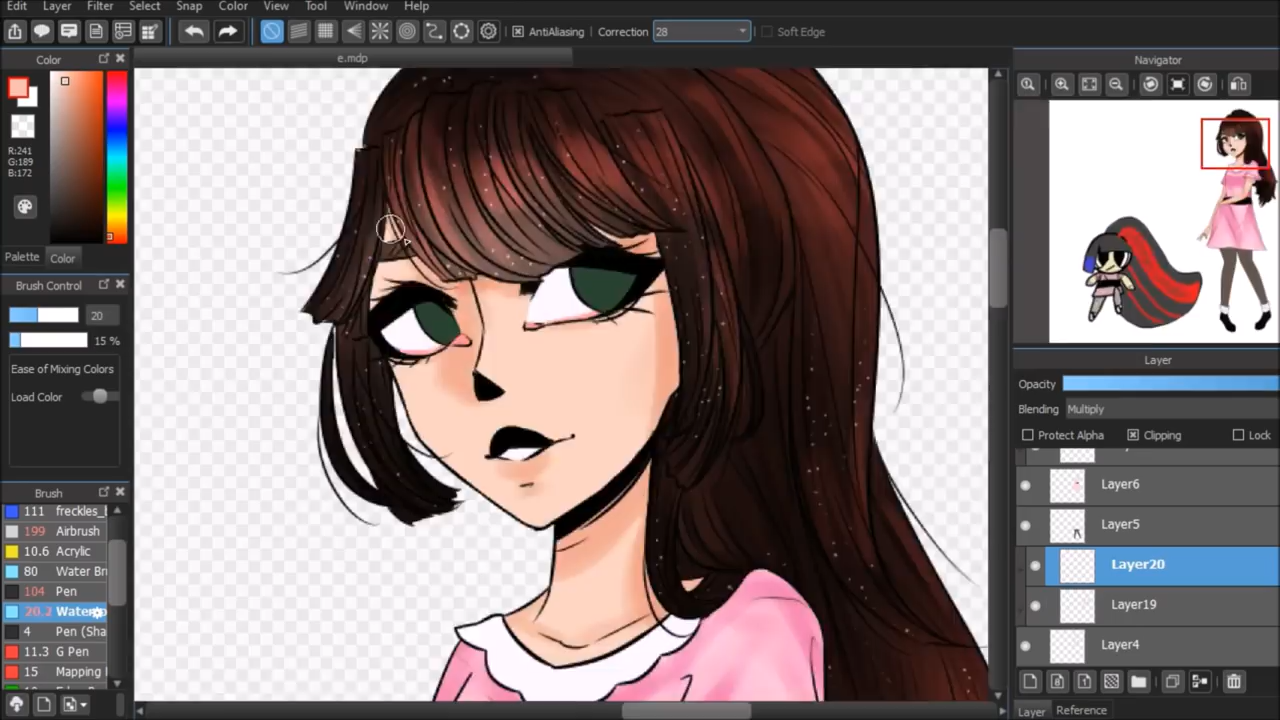 Edit Layer Filter Select Snap Color View Tool Window Help
AntiAliasing Correction 28 Soft Edge
e.mdp
Color
R:241
G:189
B:172
Palette Color
Brush Control
20
15 %
Ease of Mixing Colors
Load Color
Brush
111 freckles_
199 Airbrush
10.6 Acrylic
80 Water Br
104 Pen
20.2 Waterco
4 Pen (Sha
11.3 G Pen
15 Mapping
Navigator
Layer
Opacity
Blending Multiply
Protect Alpha Clipping Lock
Layer6
Layer5
Layer20
Layer19
Layer4
Layer Reference